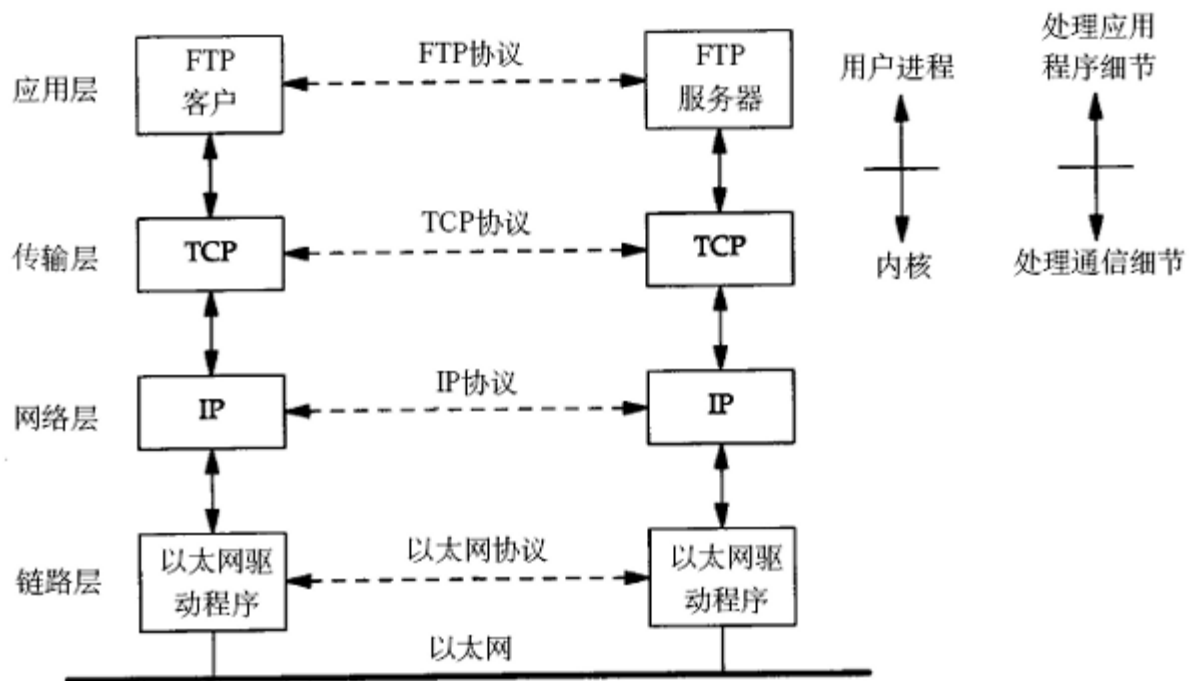 应用层
FTP
客户
FTP协议
FTP
服务器
用户进程
处理应用
程序细节
传输层
TCP
TCP协议
TCP
内核
处理通信细节
网络层
IP
IP协议
IP
链路层
以太网驱
动程序
以太网协议
以太网驱
动程序
以太网